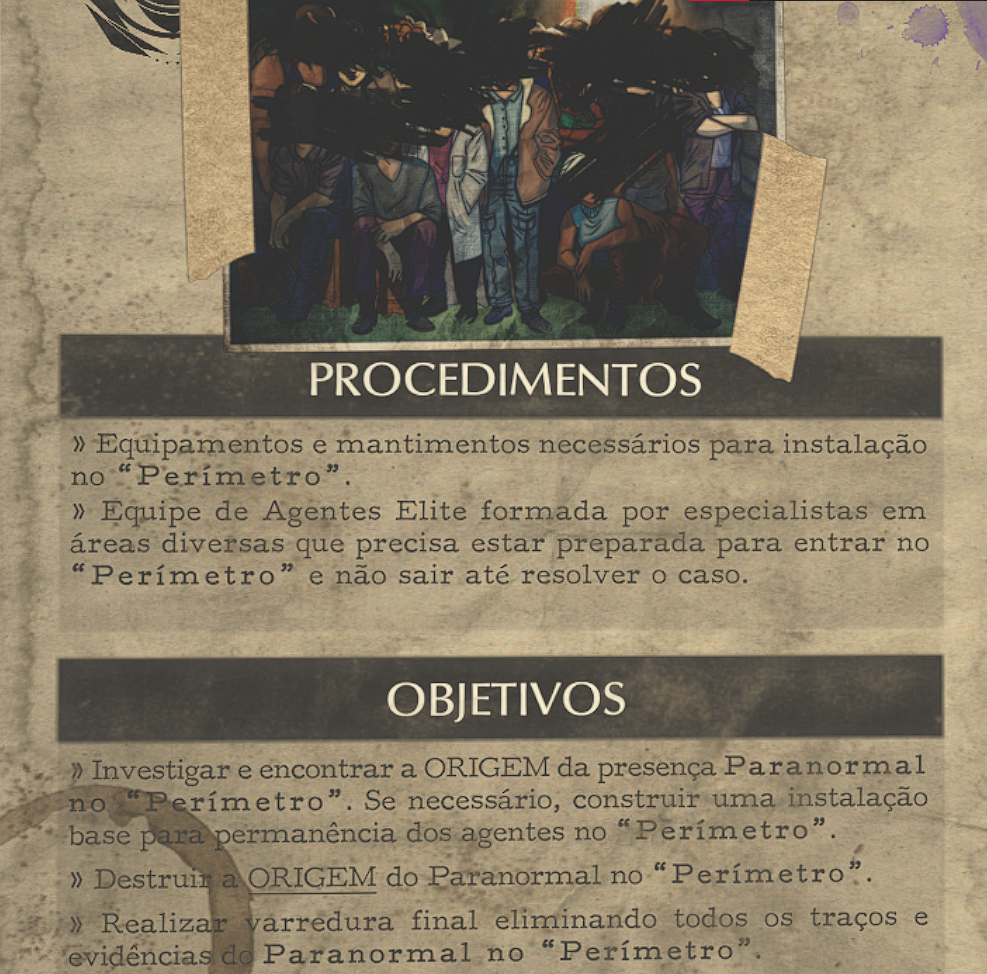 PROCEDIMENTOS
» Equipamentos e mantimentos necessários para instalação
no “Perímetro”.
» Equipe de Agentes Elite formada por especialistas em
áreas diversas que precisa estar preparada para entrar no
“Perímetro” e não sair até resolver o caso.
OBJETIVOS
» Investigar e encontrar a ORIGEM da presença Paranormal
no “Perímetro”. Se necessário, construir uma instalação
base para permanência dos agentes no “Perímetro”.
» Destruir a ORIGEM do Paranormal no “Perímetro”.
» Realizar varredura final eliminando todos os traços e
evidências do Paranormal no “Perímetro”.